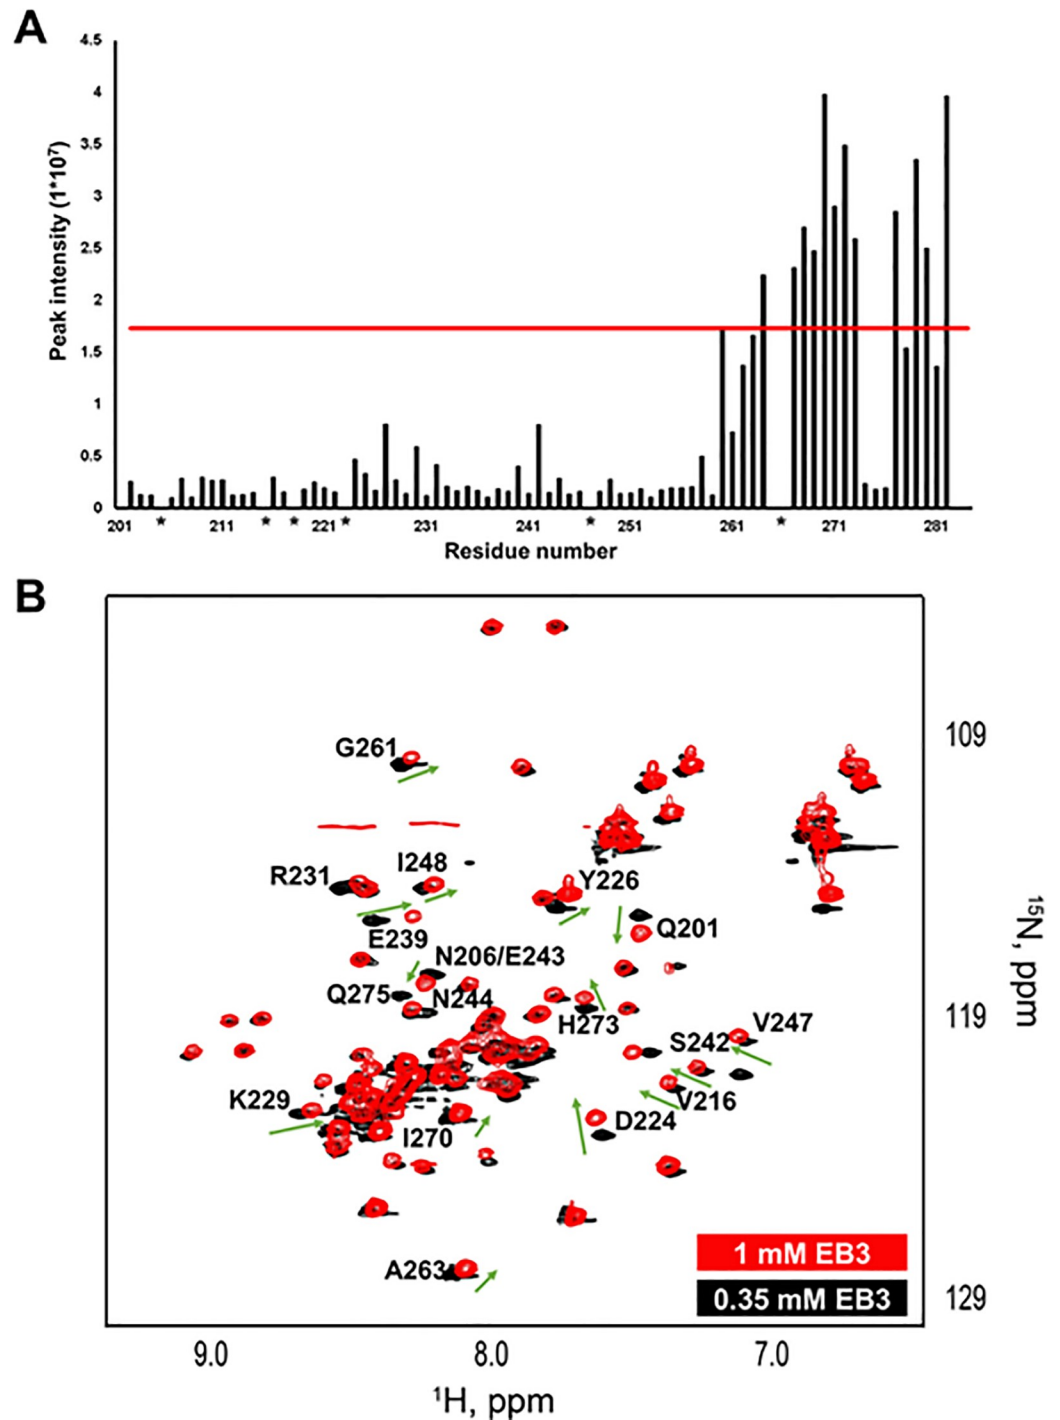 A
4.5
4
3.5
3
2.5
2
1.5
1
0.5
0
Peak intensity (1*10⁷)
201 * 211 * * 221 * 231 241 * 251 261 * 271 281
Residue number
B
G261
109
R231
I248
Y226
E239
Q201
N206/E243
Q275
N244
H273
119
S242
V247
K229
V216
I270
D224
A263
1 mM EB3
0.35 mM EB3
129
¹⁵N, ppm
9.0 8.0 7.0
¹H, ppm